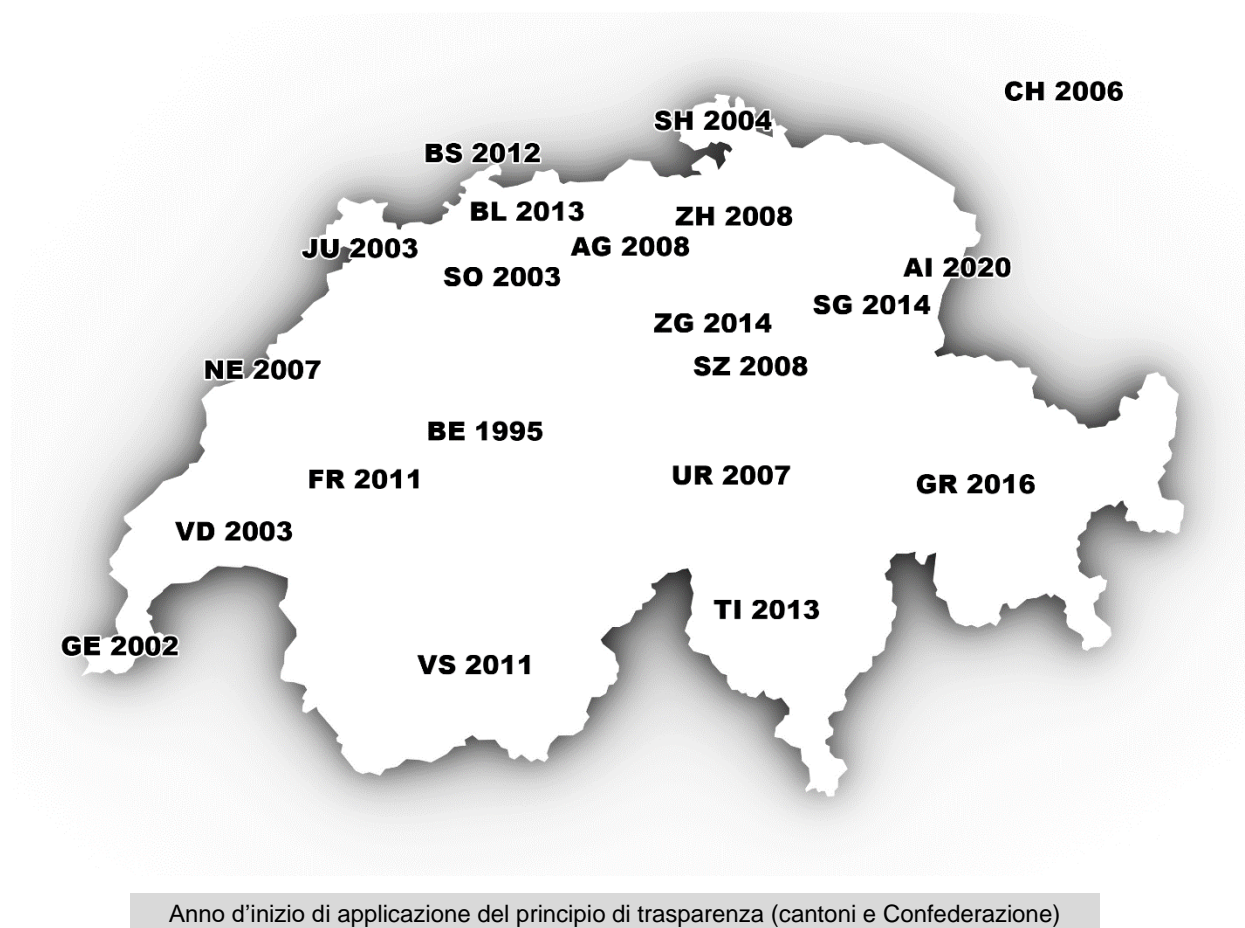 CH 2006
SH 2004
BS 2012
BL 2013
ZH 2008
JU 2003
AG 2008
AI 2020
SO 2003
SG 2014
ZG 2014
NE 2007
SZ 2008
BE 1995
FR 2011
UR 2007
GR 2016
VD 2003
TI 2013
GE 2002
VS 2011
Anno d'inizio di applicazione del principio di trasparenza (cantoni e Confederazione)